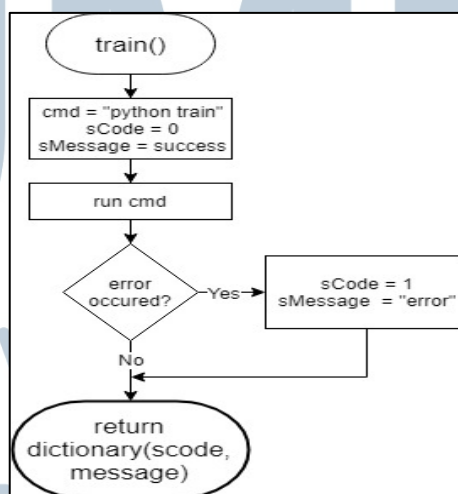 train()
cmd = "python train"
sCode = 0
sMessage = success
run cmd
error
occured?
Yes
sCode = 1
sMessage = "error"
No
return
dictionary(scode,
message)